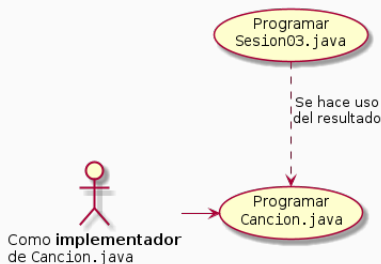 Programar
Sesion03.java
Se hace uso
del resultado
Programar
Cancion.java
Como implementador
de Cancion.java